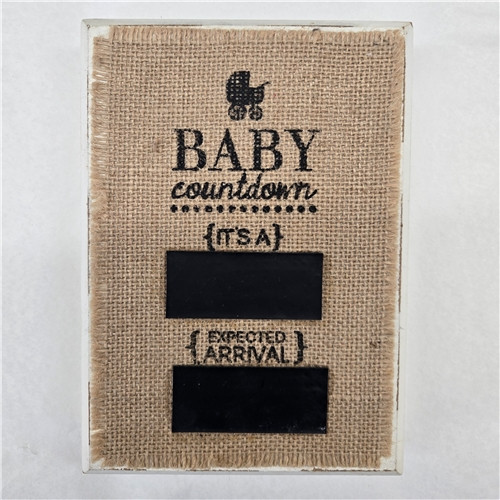 BABY
countdown
{IT'S A}
{EXPECTED
ARRIVAL}